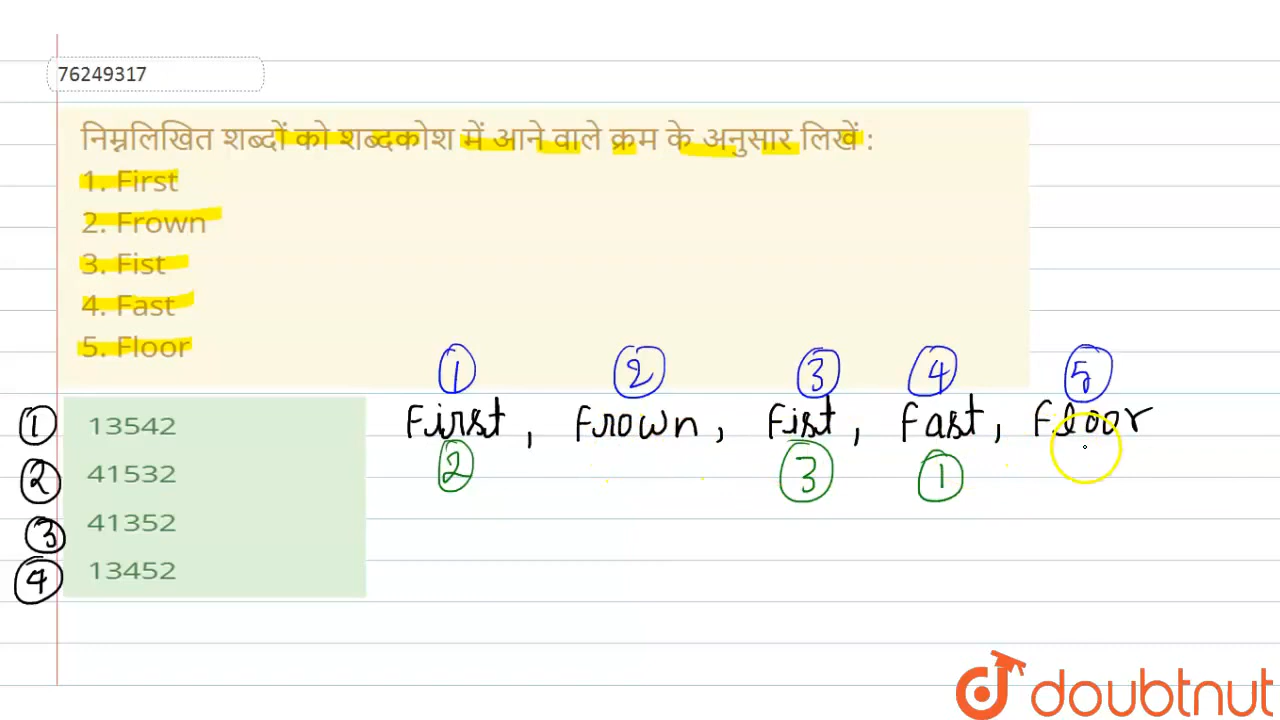 76249317
निम्नलिखित शब्दों को शब्दकोश में आने वाले क्रम के अनुसार लिखें :
1. First
2. Frown
3. Fist
4. Fast
5. Floor
1 2 3 4 5
First, Frown, Fist, Fast, Floor
2 3 1
1 13542
2 41532
3 41352
4 13452
doubtnut